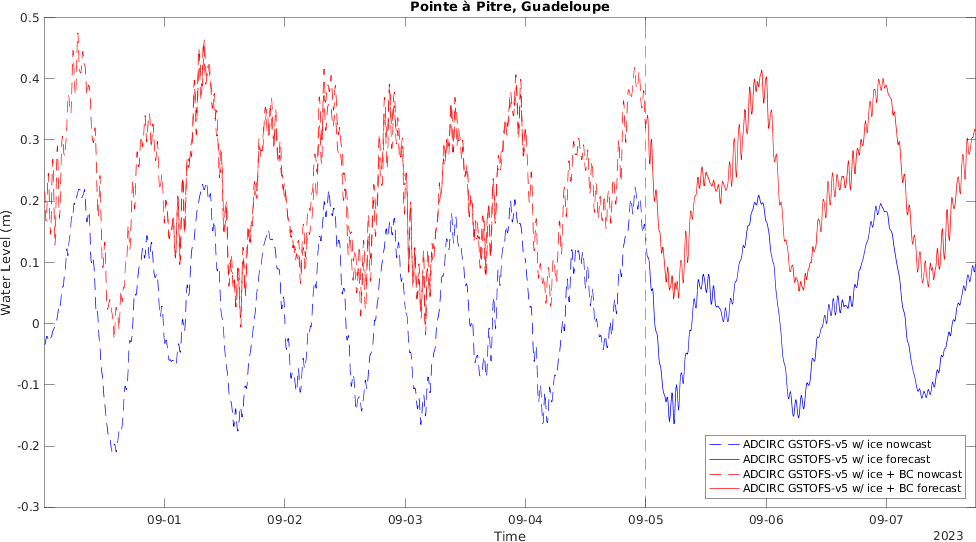 Pointe à Pitre, Guadeloupe
Water Level (m)
0.5
0.4
0.3
0.2
0.1
0
-0.1
-0.2
-0.3
ADCIRC GSTOFS-v5 w/ ice nowcast
ADCIRC GSTOFS-v5 w/ ice forecast
ADCIRC GSTOFS-v5 w/ ice + BC nowcast
ADCIRC GSTOFS-v5 w/ ice + BC forecast
09-01 09-02 09-03 09-04 09-05 09-06 09-07
Time
2023